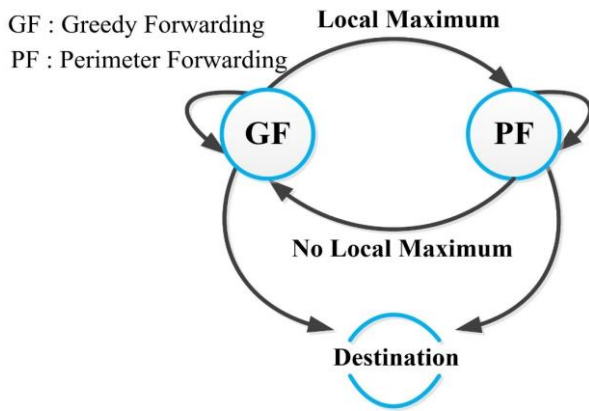 GF : Greedy Forwarding
PF : Perimeter Forwarding
Local Maximum
GF
PF
No Local Maximum
Destination